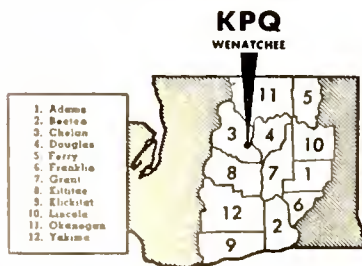 KPQ
WENATCHEE
1. Adams
2. Benton
3. Chelan
4. Douglas
5. Ferry
6. Franklin
7. Grant
8. Kittitas
9. Klickitat
10. Lincoln
11. Okanogan
12. Yakima
11
5
3
4
10
8
7
1
12
6
2
9